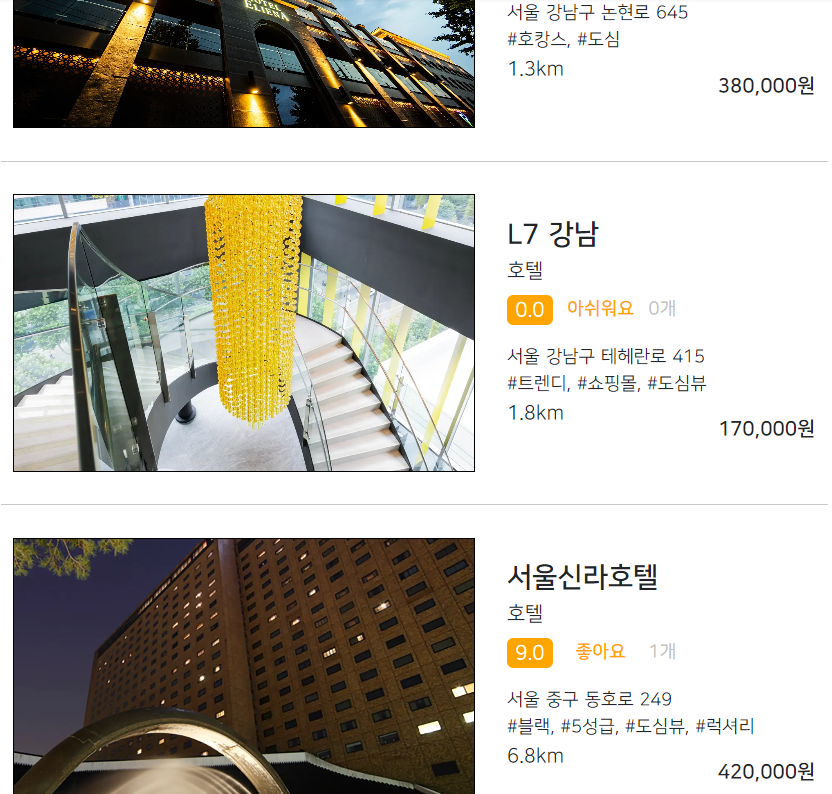 HOTEL
ELIENA
서울 강남구 논현로 645
#호캉스, #도심
1.3km
380,000원
L7 강남
호텔
0.0 아쉬워요 0개
서울 강남구 테헤란로 415
#트렌디, #쇼핑몰, #도심뷰
1.8km
170,000원
서울신라호텔
호텔
9.0 좋아요 1개
서울 중구 동호로 249
#블랙, #5성급, #도심뷰, #럭셔리
6.8km
420,000원